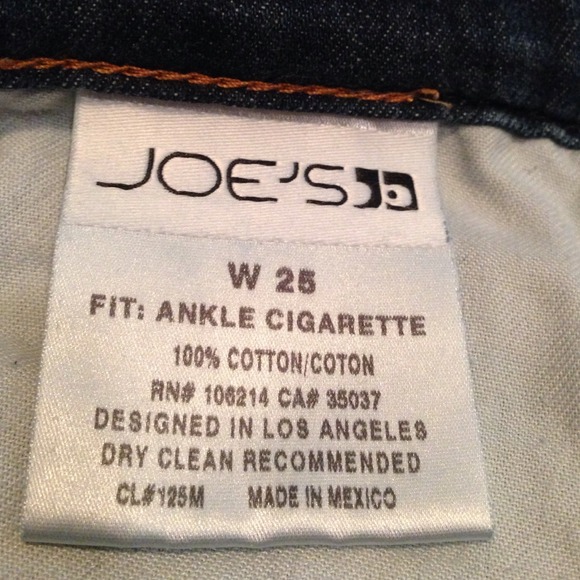 JOE'S
W 25
FIT: ANKLE CIGARETTE
100% COTTON/COTON
RN# 106214 CA# 35037
DESIGNED IN LOS ANGELES
DRY CLEAN RECOMMENDED
CL#125M MADE IN MEXICO